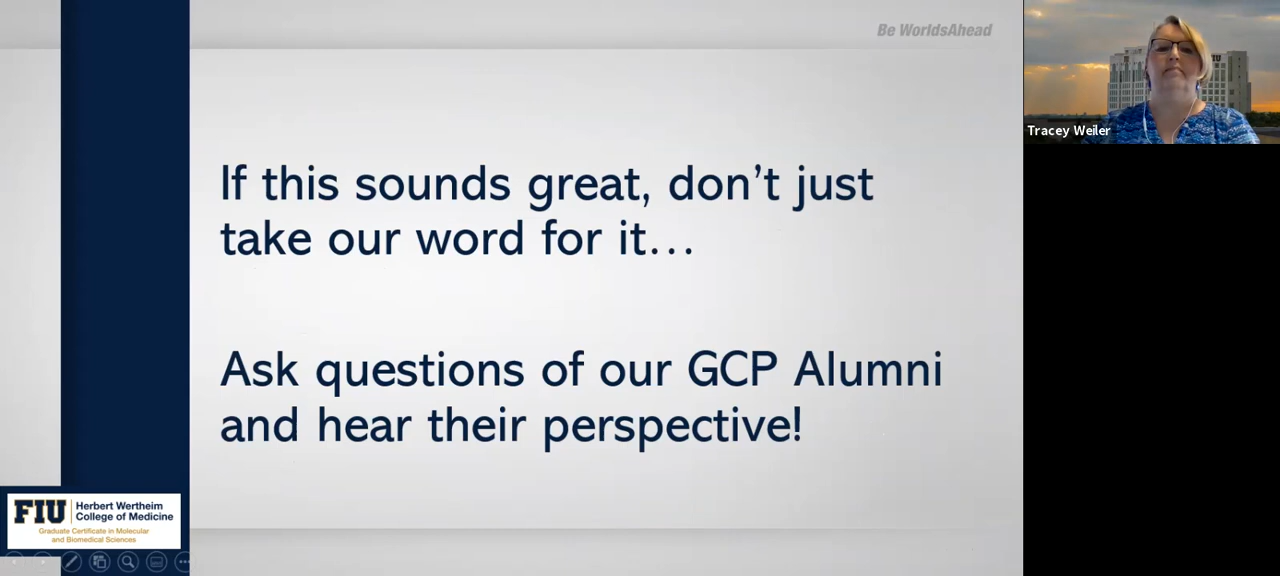 Be WorldsAhead
FIU
Tracey Weiler
If this sounds great, don’t just
take our word for it…
Ask questions of our GCP Alumni
and hear their perspective!
FIU
Herbert Wertheim
College of Medicine
Graduate Certificate in Molecular
and Biomedical Sciences